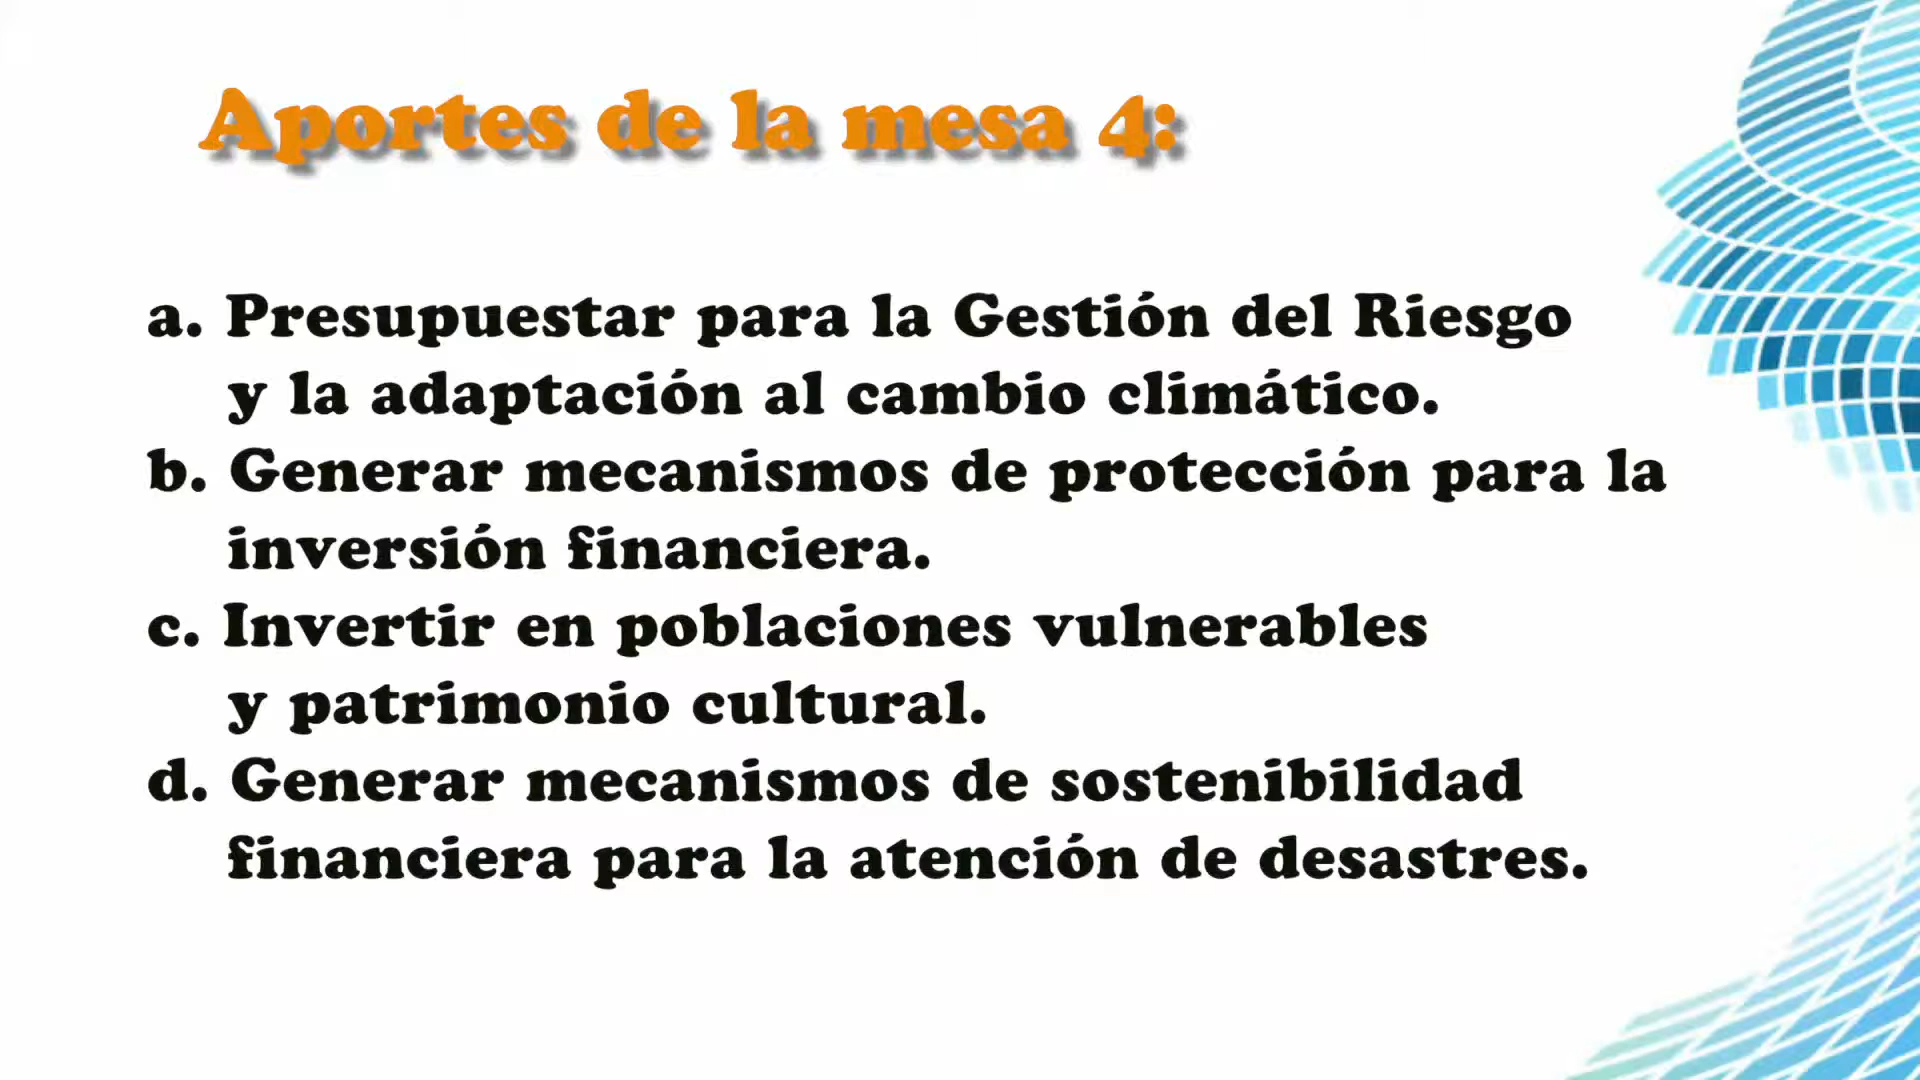 Aportes de la mesa 4:
a. Presupuestar para la Gestión del Riesgo
y la adaptación al cambio climático.
b. Generar mecanismos de protección para la
inversión financiera.
c. Invertir en poblaciones vulnerables
y patrimonio cultural.
d. Generar mecanismos de sostenibilidad
financiera para la atención de desastres.